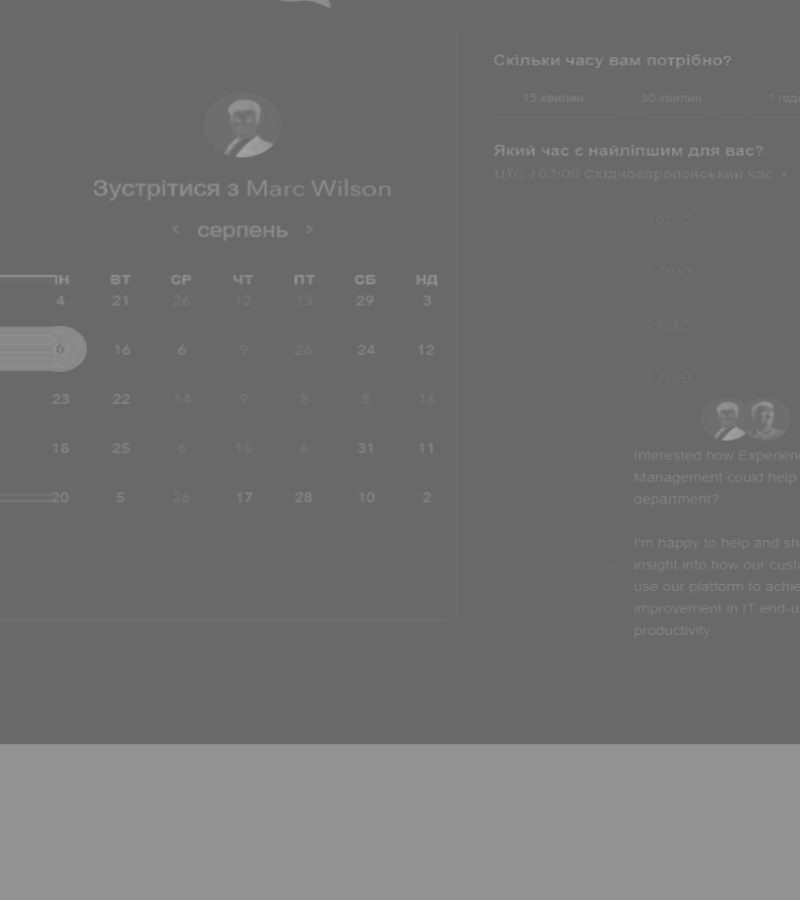 Зустрітися з Marc Wilson
серпень
ІН ВТ СР ЧТ ПТ СБ НД
4 21 26 12 13 29 3
6 16 6 9 26 24 12
23 22 14 9 8 8 16
18 25 6 15 6 31 11
20 5 26 17 28 10 2
Скільки часу вам потрібно?
15 хвилин 30 хвилин 1 год
Який час є найліпшим для вас?
UTC +03:00 Східноєвропейський час
17:00
17:15
Interested how Experien
Management could help
department?
I'm happy to help and sh
insight into how our cust
use our platform to achie
improvement in IT end-u
productivity.